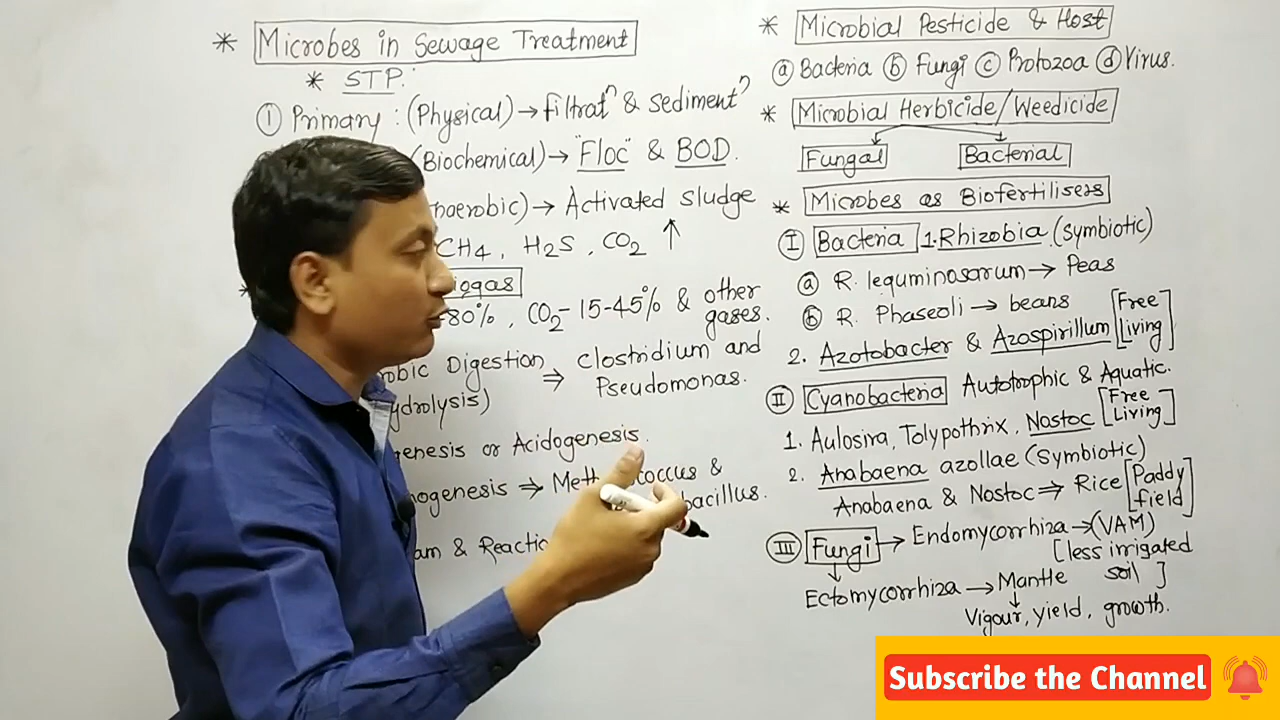 * Microbes in Sewage Treatment
* STP:
① Primary : (Physical) → filtratⁿ & sedimentⁿ
(Biochemical) → "Floc" & BOD.
naerobic) → Activated sludge
CH4, H2S, CO2 ↑
iogas
80%, CO2- 15-45% & other gases.
obic Digestion ⇒ Clostridium and
ydrolysis) Pseudomonas.
genesis or Acidogenesis.
nogenesis ⇒ Meth ococcus &
bacillus.
am & Reactio
* Microbial Pesticide & Host
ⓐ Bacteria ⓑ Fungi ⓒ Protozoa ⓓ Virus.
* Microbial Herbicide/Weedicide
Fungal Bacterial
* Microbes as Biofertilisers
Ⓘ Bacteria 1. Rhizobia (Symbiotic)
ⓐ R. leguminosarum → Peas
ⓑ R. Phaseoli → beans
2. Azotobacter & Azospirillum [Free Living]
Ⅱ Cyanobacteria Autotrophic & Aquatic.
1. Aulosira, Tolypothrix, Nostoc [Free Living]
2. Anabaena azollae (Symbiotic)
Anabaena & Nostoc ⇒ Rice [Paddy field]
Ⅲ Fungi → Endomycorrhiza → (VAM)
[less irrigated soil]
↓
Ectomycorrhiza → Mantle
↓
Vigour, yield, growth.
Subscribe the Channel